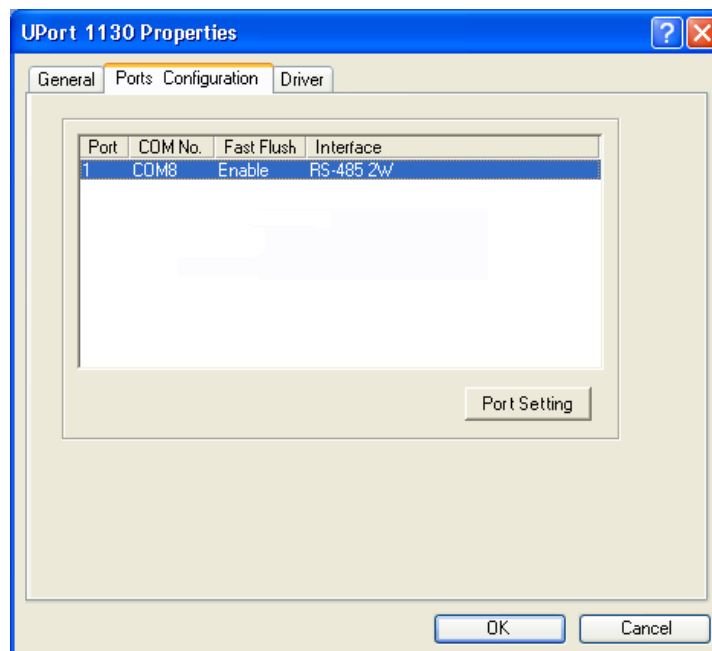 UPort 1130 Properties
General Ports Configuration Driver
Port COM No. Fast Flush Interface
1 COM8 Enable RS-485 2W
Port Setting
OK Cancel